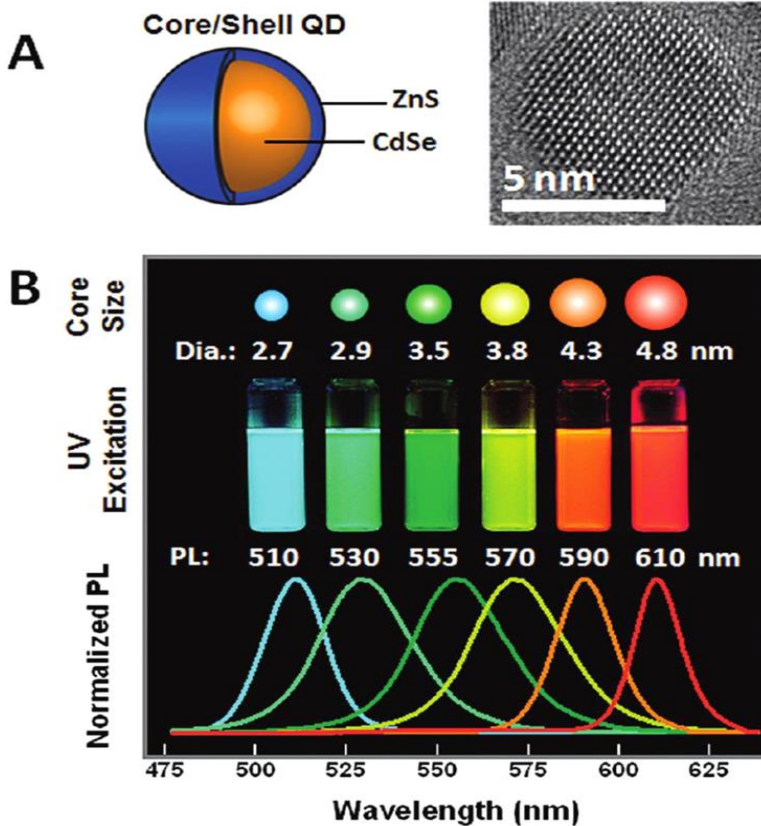 A
Core/Shell QD
ZnS
CdSe
5 nm
B
Core
Size
Dia.: 2.7 2.9 3.5 3.8 4.3 4.8 nm
UV
Excitation
PL: 510 530 555 570 590 610 nm
Normalized PL
475 500 525 550 575 600 625
Wavelength (nm)